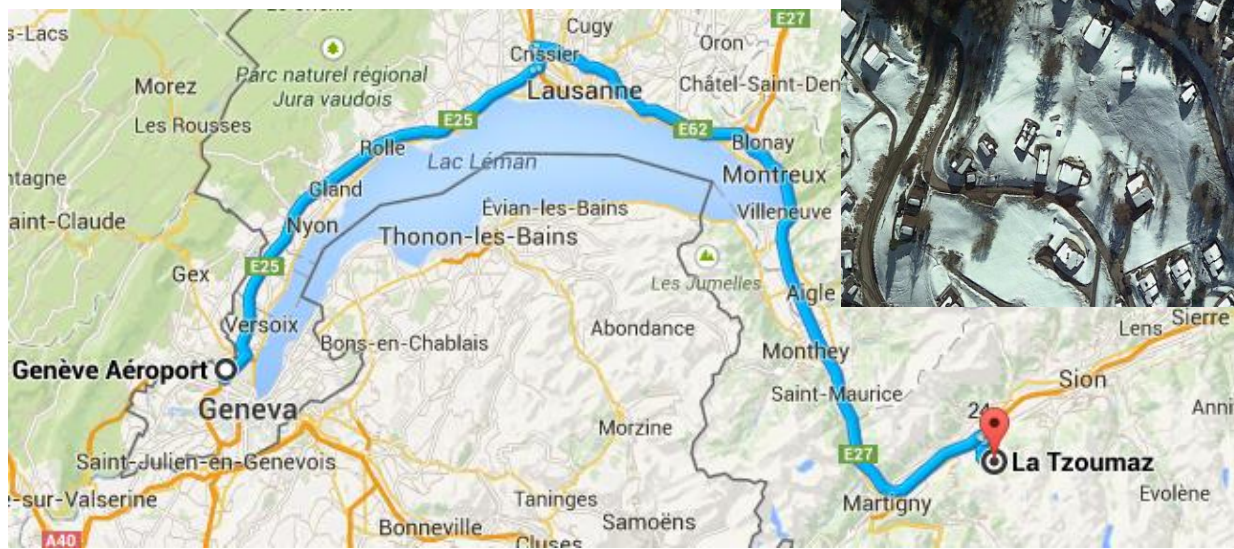 Cugy
E27
s-Lacs
Crissier
Oron
Parc naturel régional
Jura vaudois
Morez
Lausanne
Châtel-Saint-Den
Les Rousses
E25
E62
Rolle
Blonay
Lac Léman
ntagne
Gland
Montreux
aint-Claude
Nyon
Évian-les-Bains
Villeneuve
Thonon-les-Bains
E25
Gex
Les Jumelles
Aigle
Versoix
Abondance
Lens
Sierre
Bons-en-Chablais
Monthey
Genève Aéroport
Sion
Saint-Maurice
Geneva
Anni
Morzine
E27
Saint-Julien-en-Genevois
La Tzoumaz
e-sur-Valserine
Taninges
Martigny
Evolène
Bonneville
Samoëns
A40
Cluses